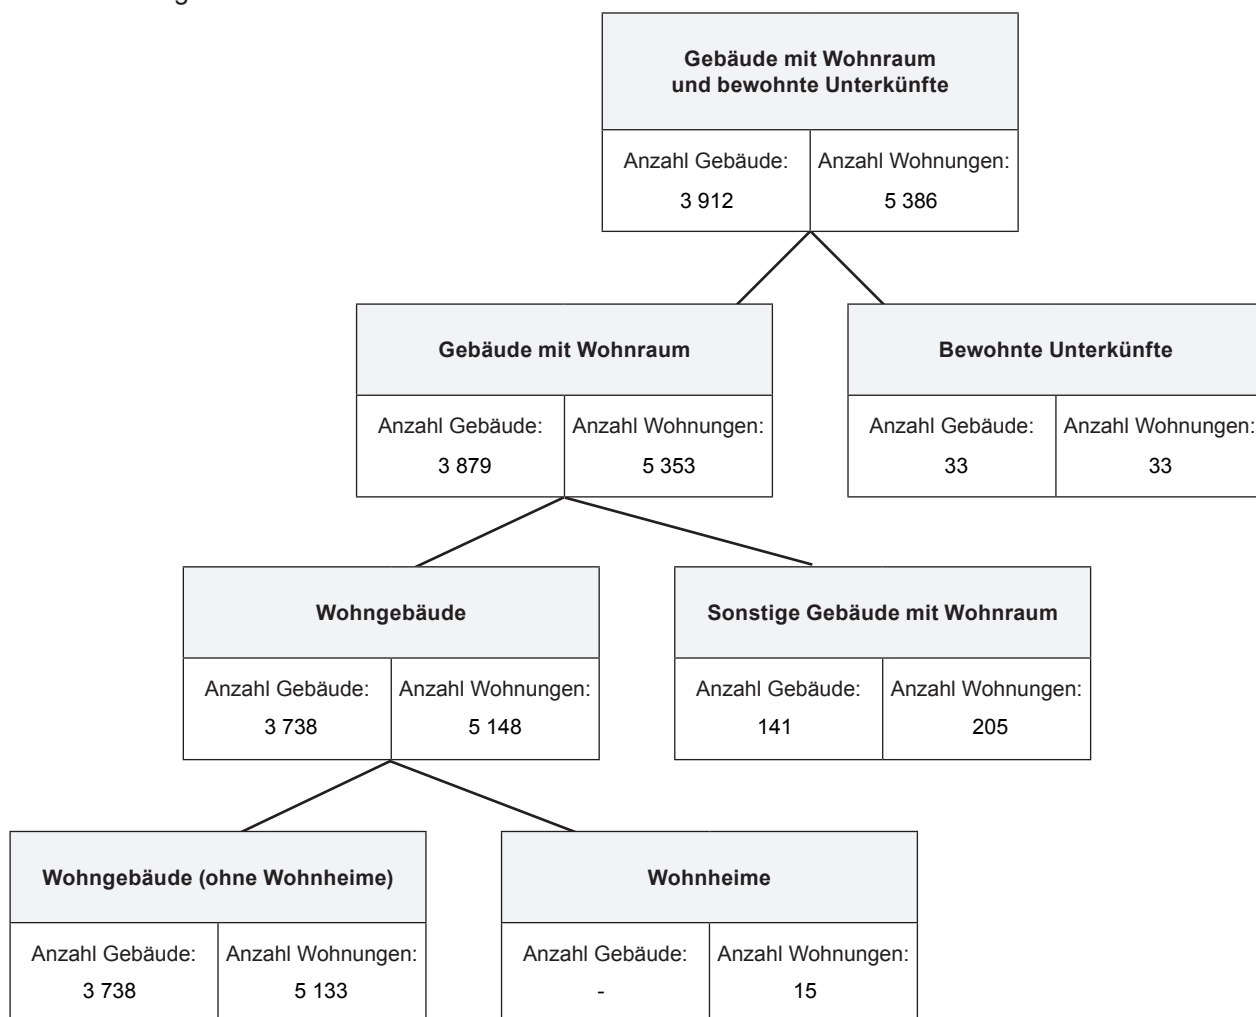 Gebäude mit Wohnraum
und bewohnte Unterkünfte
Anzahl Gebäude: Anzahl Wohnungen:
3 912 5 386
Gebäude mit Wohnraum
Anzahl Gebäude: Anzahl Wohnungen:
3 879 5 353
Bewohnte Unterkünfte
Anzahl Gebäude: Anzahl Wohnungen:
33 33
Wohngebäude
Anzahl Gebäude: Anzahl Wohnungen:
3 738 5 148
Sonstige Gebäude mit Wohnraum
Anzahl Gebäude: Anzahl Wohnungen:
141 205
Wohngebäude (ohne Wohnheime)
Anzahl Gebäude: Anzahl Wohnungen:
3 738 5 133
Wohnheime
Anzahl Gebäude: Anzahl Wohnungen:
- 15